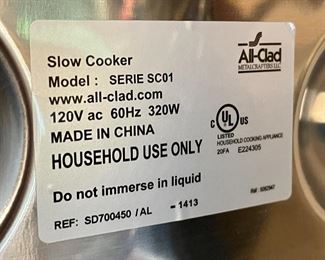 Slow Cooker
Model : SERIE SC01
www.all-clad.com
120V ac 60Hz 320W
MADE IN CHINA
HOUSEHOLD USE ONLY
Do not immerse in liquid
REF: SD700450 / AL - 1413
All-Clad
METALCRAFTERS LLC
C UL US
LISTED
HOUSEHOLD COOKING APPLIANCE
20FA E224305